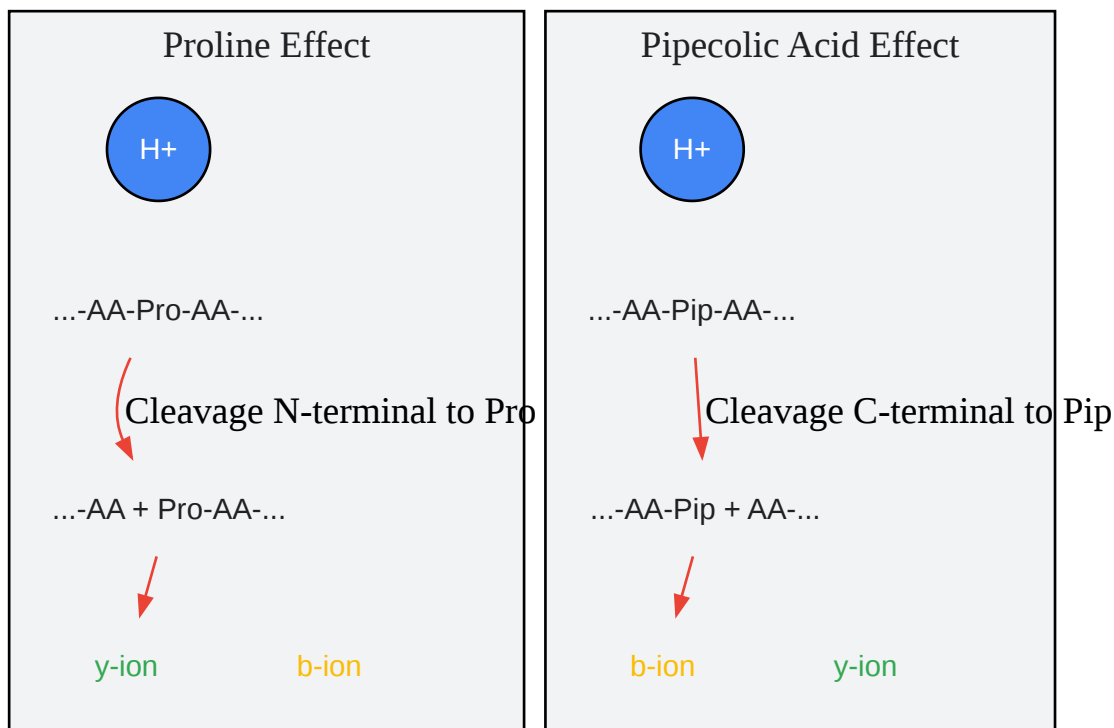 Proline Effect
H+
...-AA-Pro-AA-...
Cleavage N-terminal to Pro
...-AA + Pro-AA-...
y-ion
b-ion
Pipecolic Acid Effect
H+
...-AA-Pip-AA-...
Cleavage C-terminal to Pip
...-AA-Pip + AA-...
b-ion
y-ion